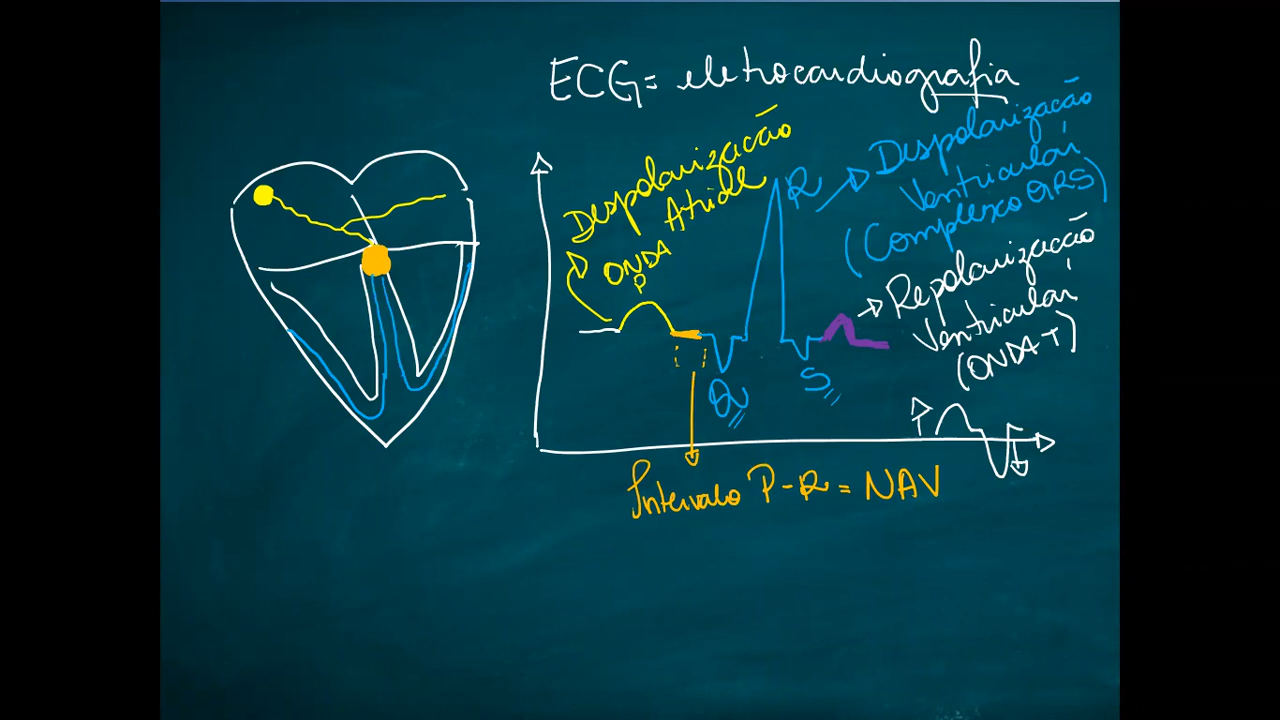 ECG = eletrocardiografia
Despolarização
Atrial
ONDA
P
R
Despolarização
Ventricular
(Complexo QRS)
Repolarização
Ventricular
(ONDA T)
Q
S
Intervalo P-R = NAV